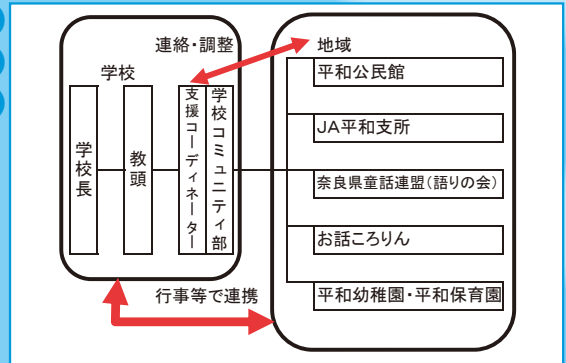 連絡・調整
学校
学校長
教頭
支援コーディネーター
学校コミュニティ部
地域
平和公民館
JA平和支所
奈良県童話連盟(語りの会)
お話ころりん
平和幼稚園・平和保育園
行事等で連携